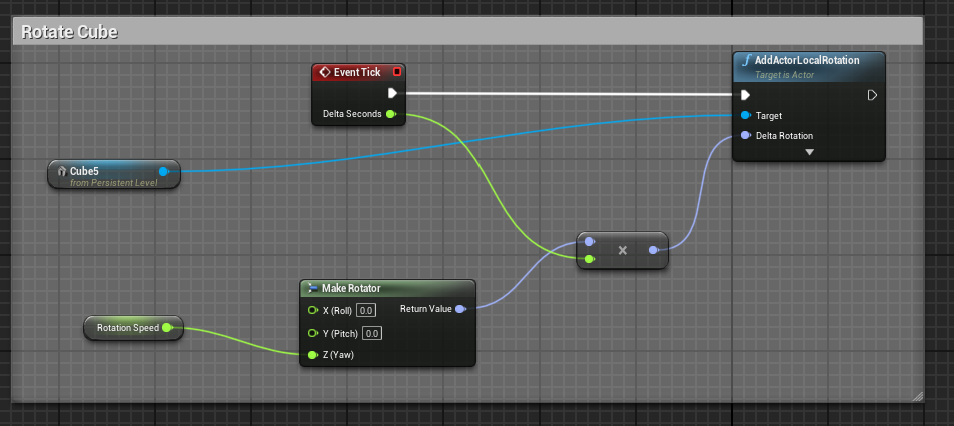 Rotate Cube
Event Tick
Delta Seconds
f AddActorLocalRotation
Target is Actor
Target
Delta Rotation
Cube5
from Persistent Level
×
Make Rotator
X (Roll) 0.0
Return Value
Y (Pitch) 0.0
Z (Yaw)
Rotation Speed